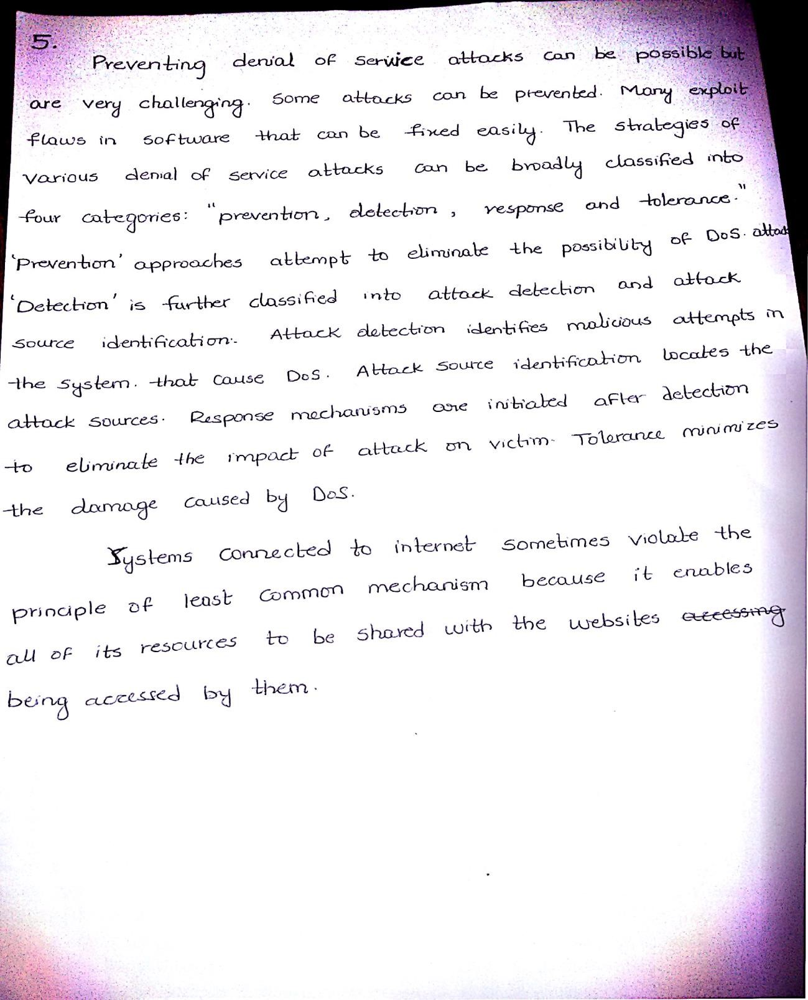 5.
Preventing denial of service attacks can be possible but
are very challenging. Some attacks can be prevented. Many exploit
flaws in software that can be fixed easily. The strategies of
various denial of service attacks can be broadly classified into
four categories: "prevention, detection, response and tolerance."
'Prevention' approaches attempt to eliminate the possibility of DoS. attack
'Detection' is further classified into attack detection and attack
source identification. Attack detection identifies malicious attempts in
the system. that cause DoS. Attack source identification locates the
attack sources. Response mechanisms are initiated after detection
to eliminate the impact of attack on victim. Tolerance minimizes
the damage caused by DoS.
Systems connected to internet sometimes violate the
principle of least common mechanism because it enables
all of its resources to be shared with the websites accessing
being accessed by them.